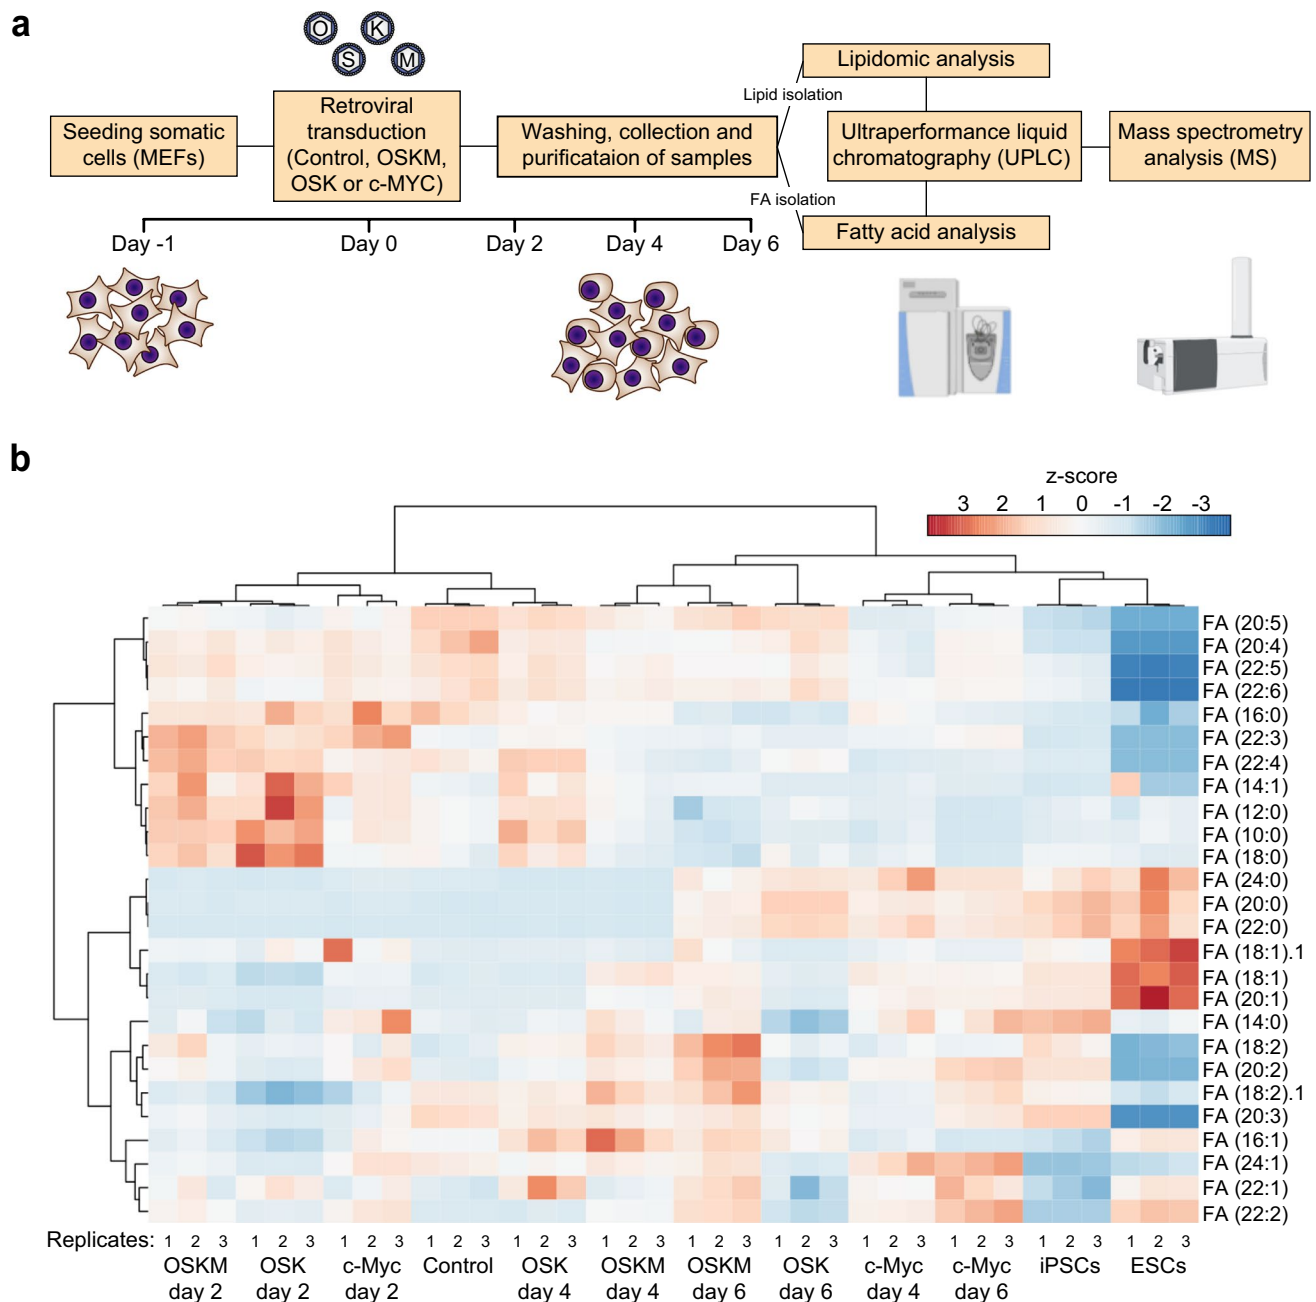 a
O K
S M
Seeding somatic
cells (MEFs)
Retroviral
transduction
(Control, OSKM,
OSK or c-MYC)
Washing, collection and
purificataion of samples
Lipid isolation
FA isolation
Lipidomic analysis
Ultraperformance liquid
chromatography (UPLC)
Fatty acid analysis
Mass spectrometry
analysis (MS)
Day -1 Day 0 Day 2 Day 4 Day 6
b
z-score
3 2 1 0 -1 -2 -3
FA (20:5)
FA (20:4)
FA (22:5)
FA (22:6)
FA (16:0)
FA (22:3)
FA (22:4)
FA (14:1)
FA (12:0)
FA (10:0)
FA (18:0)
FA (24:0)
FA (20:0)
FA (22:0)
FA (18:1).1
FA (18:1)
FA (20:1)
FA (14:0)
FA (18:2)
FA (20:2)
FA (18:2).1
FA (20:3)
FA (16:1)
FA (24:1)
FA (22:1)
FA (22:2)
Replicates: 1 2 3 1 2 3 1 2 3 1 2 3 1 2 3 1 2 3 1 2 3 1 2 3 1 2 3 1 2 3 1 2 3 1 2 3
OSKM OSK c-Myc Control OSK OSKM OSKM OSK c-Myc c-Myc iPSCs ESCs
day 2 day 2 day 2 day 4 day 4 day 6 day 6 day 4 day 6